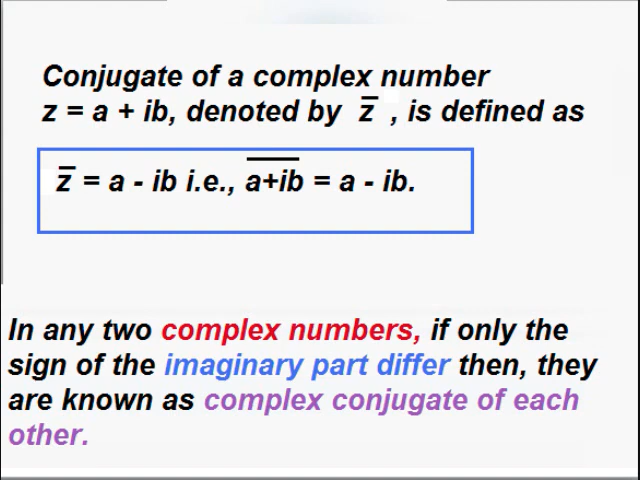 Conjugate of a complex number
z = a + ib, denoted by z̅ , is defined as
z̅ = a - ib i.e., a̅+̅i̅b̅ = a - ib.
In any two complex numbers, if only the
sign of the imaginary part differ then, they
are known as complex conjugate of each
other.